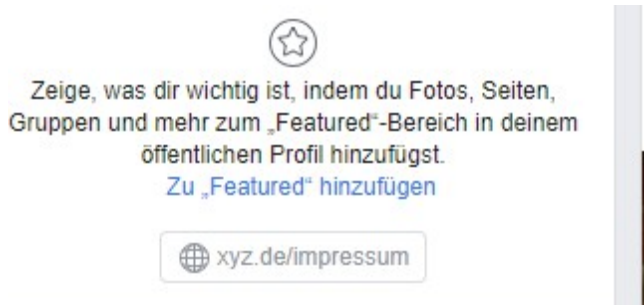 Zeige, was dir wichtig ist, indem du Fotos, Seiten,
Gruppen und mehr zum „Featured“-Bereich in deinem
öffentlichen Profil hinzufügst.
Zu „Featured“ hinzufügen
xyz.de/impressum